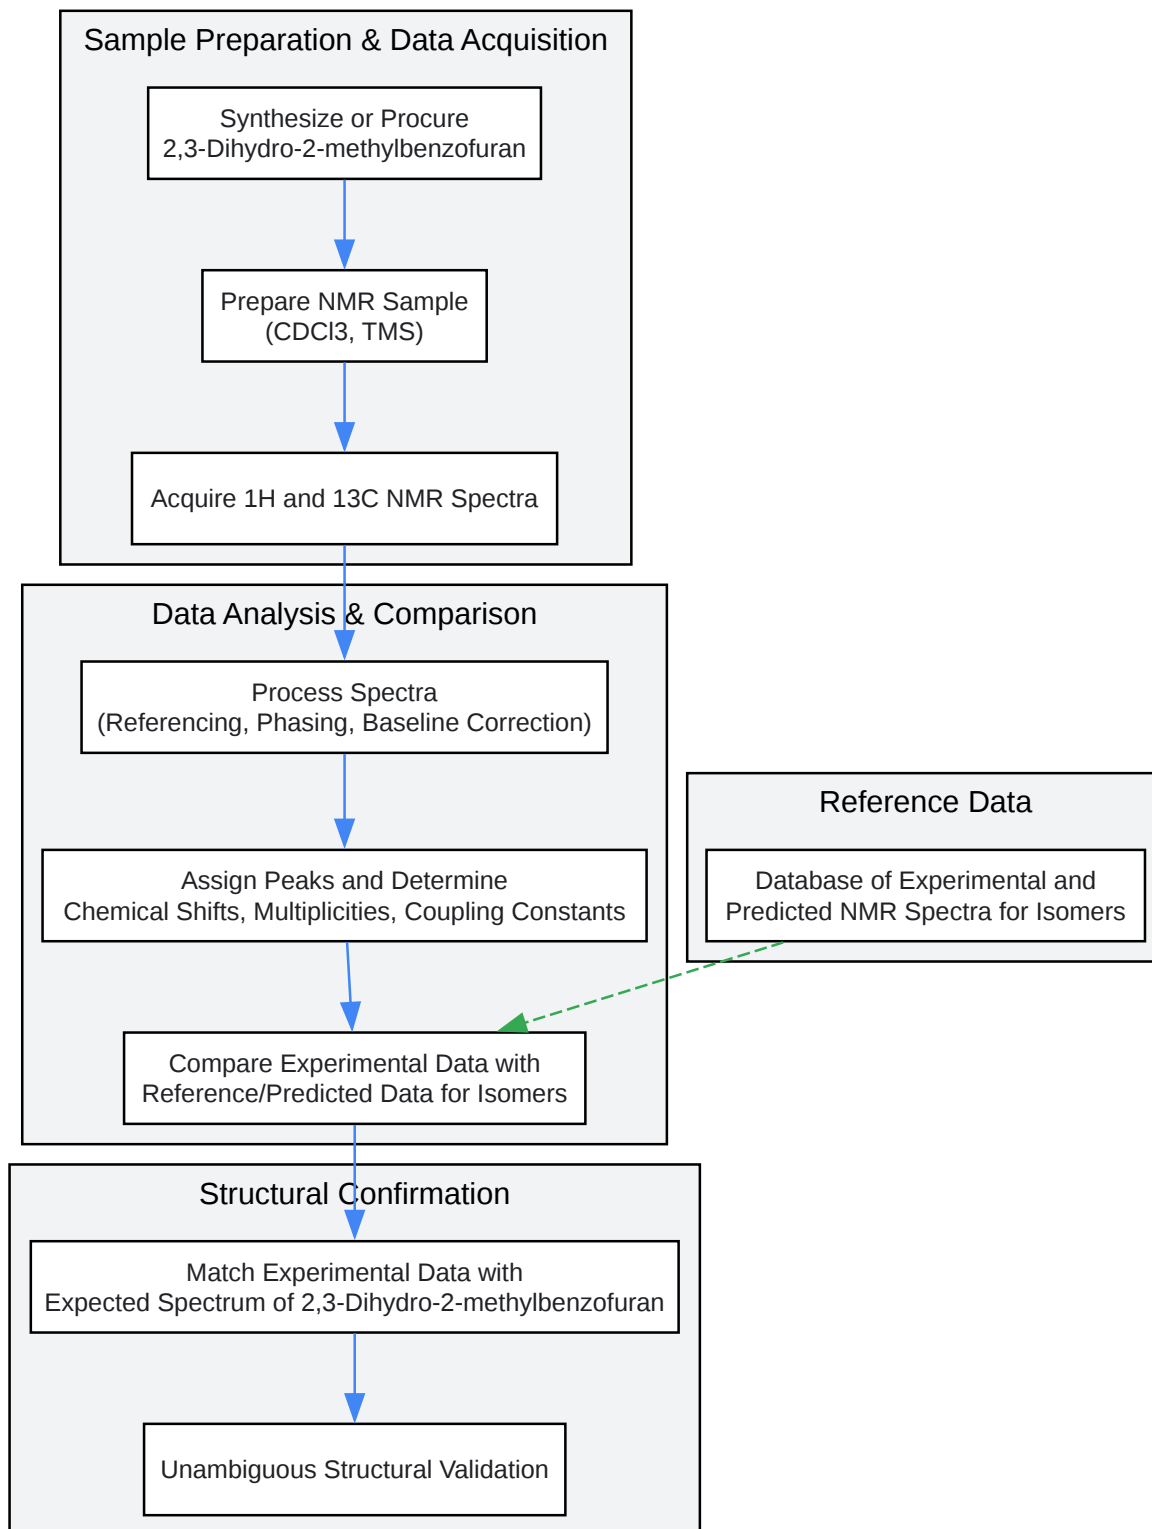 Sample Preparation & Data Acquisition
Synthesize or Procure
2,3-Dihydro-2-methylbenzofuran
Prepare NMR Sample
(CDCl3, TMS)
Acquire 1H and 13C NMR Spectra
Data Analysis & Comparison
Process Spectra
(Referencing, Phasing, Baseline Correction)
Assign Peaks and Determine
Chemical Shifts, Multiplicities, Coupling Constants
Reference Data
Database of Experimental and
Predicted NMR Spectra for Isomers
Compare Experimental Data with
Reference/Predicted Data for Isomers
Structural Confirmation
Match Experimental Data with
Expected Spectrum of 2,3-Dihydro-2-methylbenzofuran
Unambiguous Structural Validation